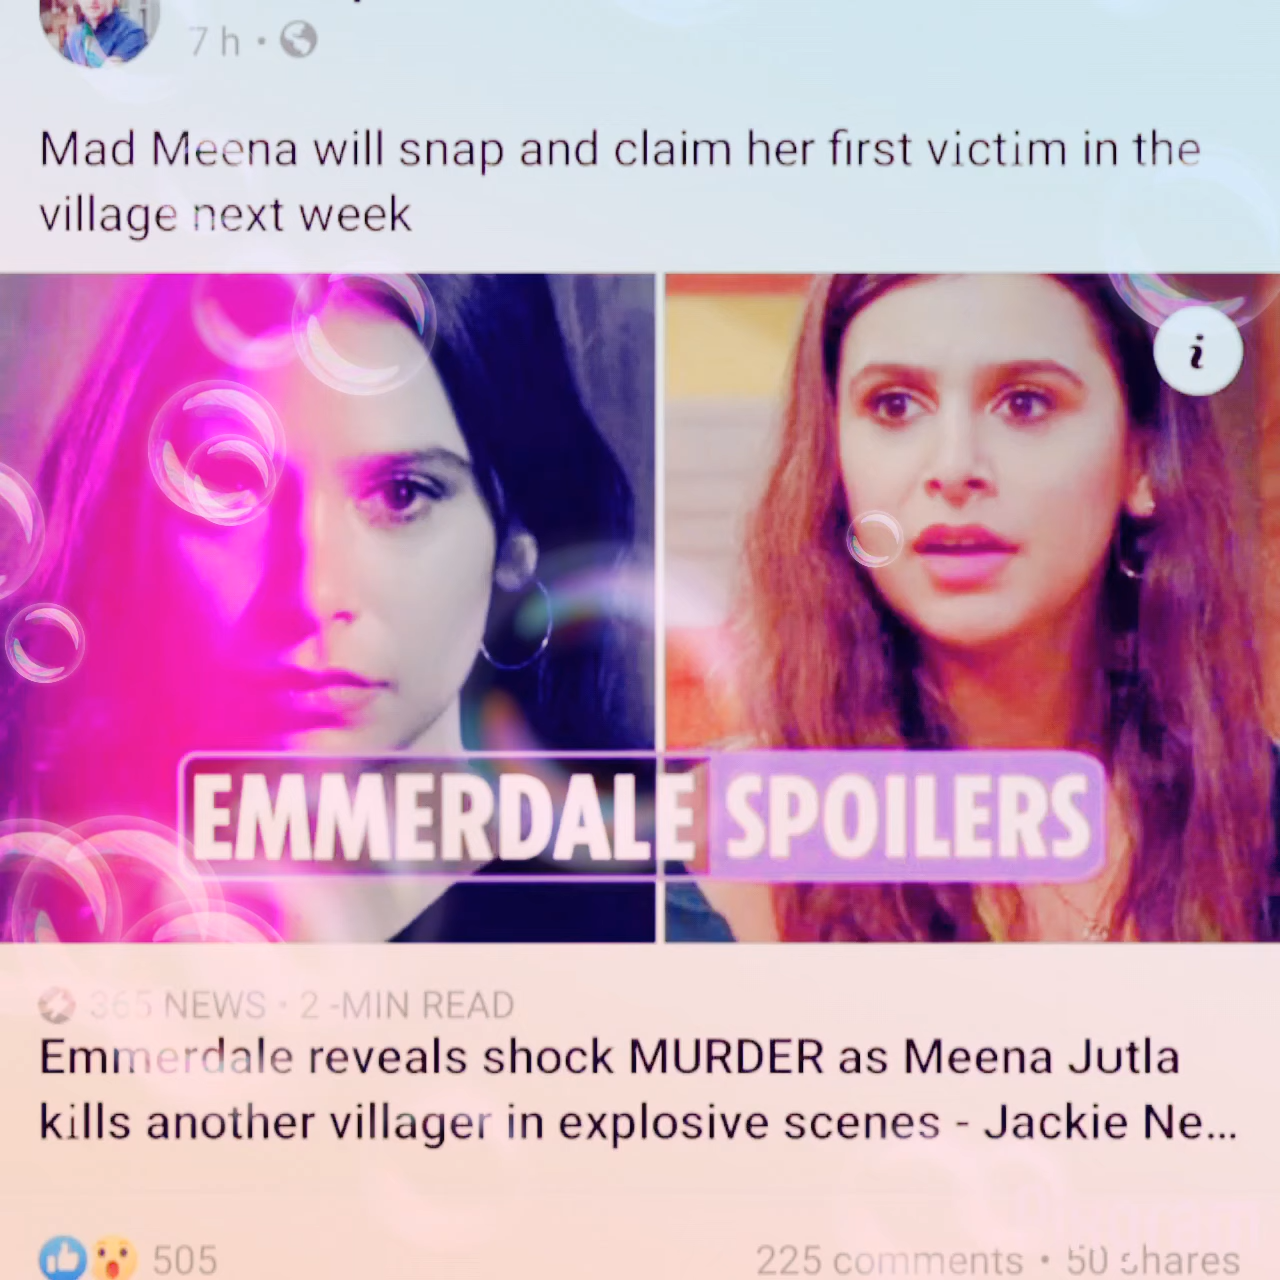 7 h ·
Mad Meena will snap and claim her first victim in the
village next week
i
EMMERDALE SPOILERS
365 NEWS · 2 -MIN READ
Emmerdale reveals shock MURDER as Meena Jutla
kills another villager in explosive scenes - Jackie Ne...
505
225 comments · 50 shares